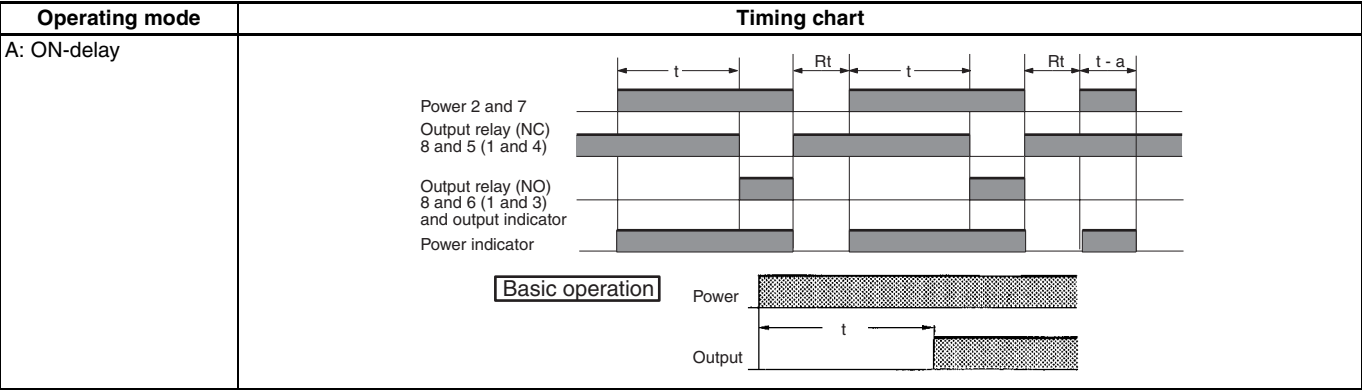 Operating mode
Timing chart
A: ON-delay
t
Rt
t
Rt
t - a
Power 2 and 7
Output relay (NC)
8 and 5 (1 and 4)
Output relay (NO)
8 and 6 (1 and 3)
and output indicator
Power indicator
Basic operation
Power
t
Output